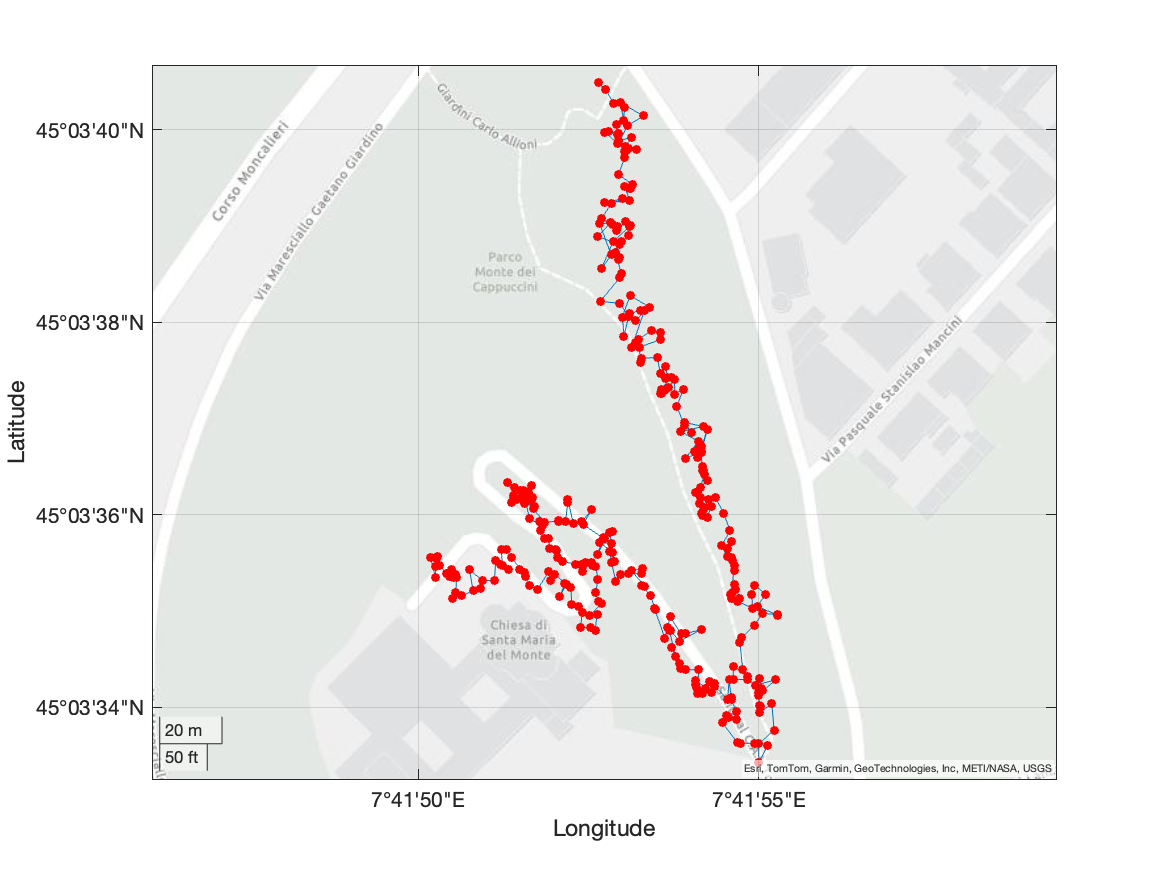 45°03'40"N
45°03'38"N
45°03'36"N
45°03'34"N
Latitude
Corso Moncalieri
Via Maresciallo Gaetano Giardino
Giardini Carlo Allioni
Parco
Monte dei
Cappuccini
Via Pasquale Stanislao Mancini
Chiesa di
Santa Maria
del Monte
20 m
50 ft
Esri, TomTom, Garmin, GeoTechnologies, Inc, METI/NASA, USGS
7°41'50"E
7°41'55"E
Longitude